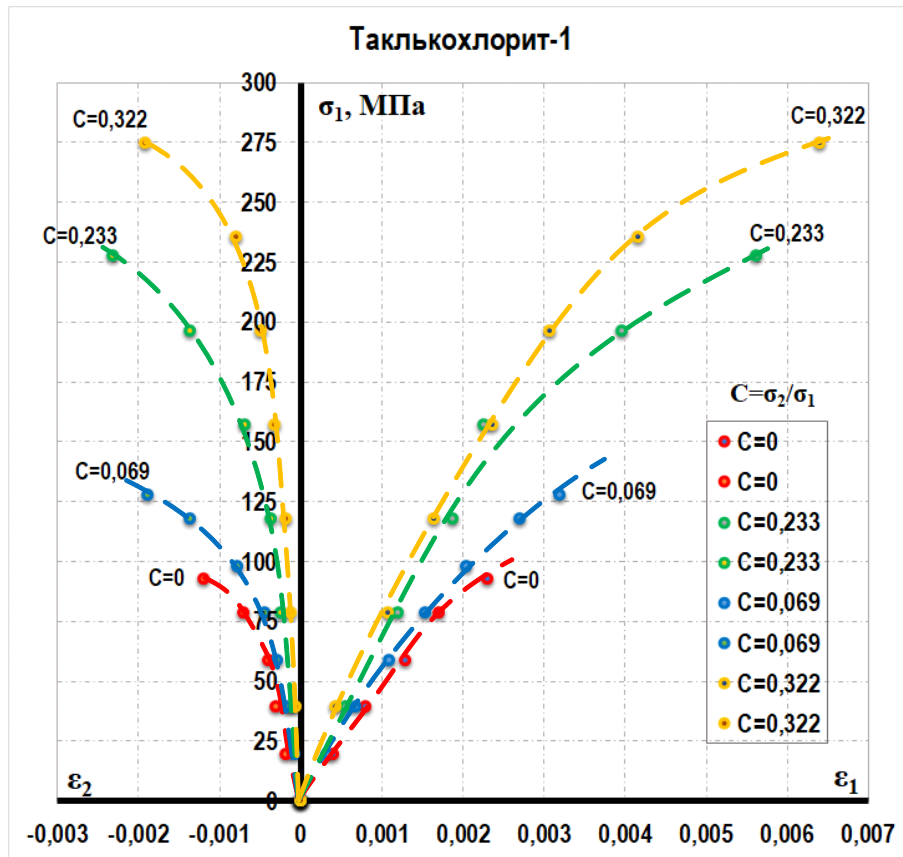 Таклькохлорит-1
300
σ₁, МПа
C=0,322
C=0,322
275
250
C=0,233
C=0,233
225
200
175
C=σ₂/σ₁
150
C=0
C=0,069
C=0
125
C=0,069
C=0,233
100
C=0,233
C=0
C=0
C=0,069
75
C=0,069
50
C=0,322
25
C=0,322
ε₂
0
ε₁
-0,003 -0,002 -0,001 0 0,001 0,002 0,003 0,004 0,005 0,006 0,007